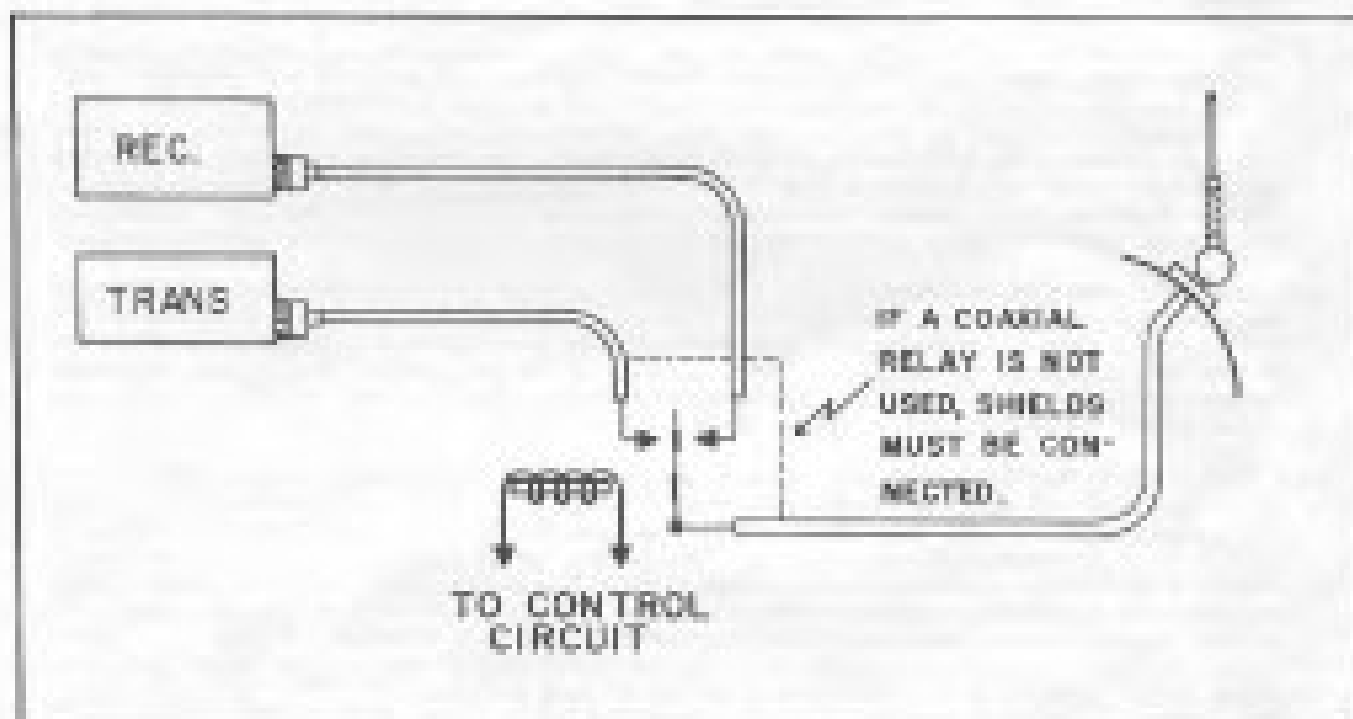 REC.
TRANS
IF A COAXIAL
RELAY IS NOT
USED, SHIELDS
MUST BE CON-
NECTED.
TO CONTROL
CIRCUIT